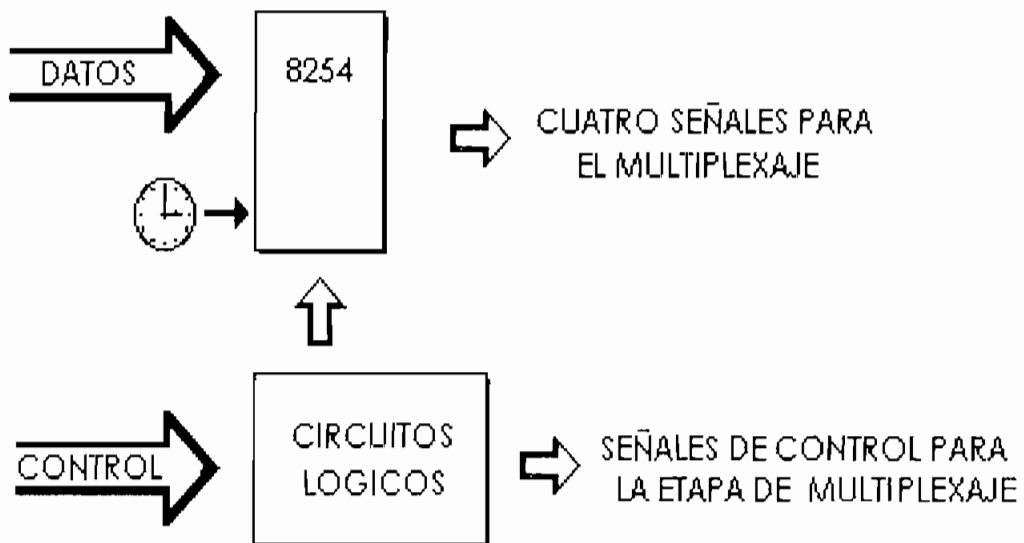 DATOS
8254
CUATRO SEÑALES PARA
EL MULTIPLEXAJE
CONTROL
CIRCUITOS
LOGICOS
SEÑALES DE CONTROL PARA
LA ETAPA DE MULTIPLEXAJE